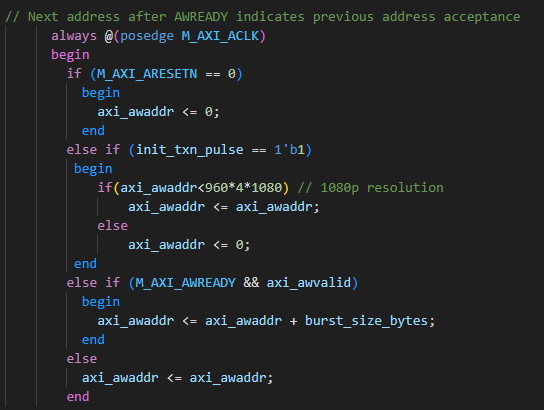 // Next address after AWREADY indicates previous address acceptance
always @(posedge M_AXI_ACLK)
begin
if (M_AXI_ARESETN == 0)
begin
axi_awaddr <= 0;
end
else if (init_txn_pulse == 1'b1)
begin
if(axi_awaddr<960*4*1080) // 1080p resolution
axi_awaddr <= axi_awaddr;
else
axi_awaddr <= 0;
end
else if (M_AXI_AWREADY && axi_awvalid)
begin
axi_awaddr <= axi_awaddr + burst_size_bytes;
end
else
axi_awaddr <= axi_awaddr;
end